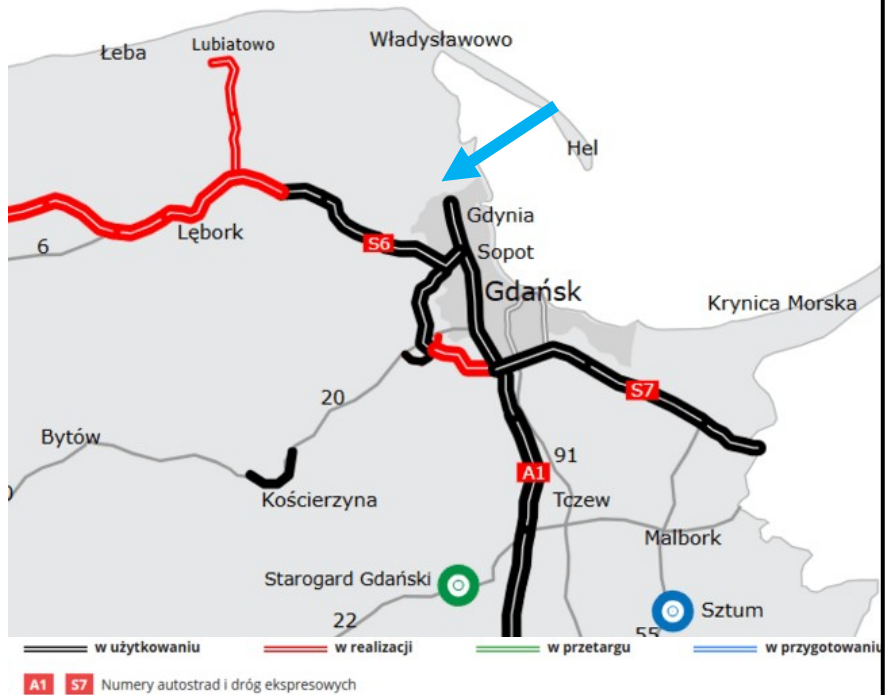 Łeba
Lubiatowo
Władysławowo
Hel
Gdynia
Sopot
Gdańsk
Krynica Morska
Lębork
6
S6
S7
20
Bytów
Kościerzyna
91
A1
Tczew
Malbork
Starogard Gdański
Sztum
22
55
w użytkowaniu w realizacji w przetargu w przygotowaniu
A1 S7 Numery autostrad i dróg ekspresowych